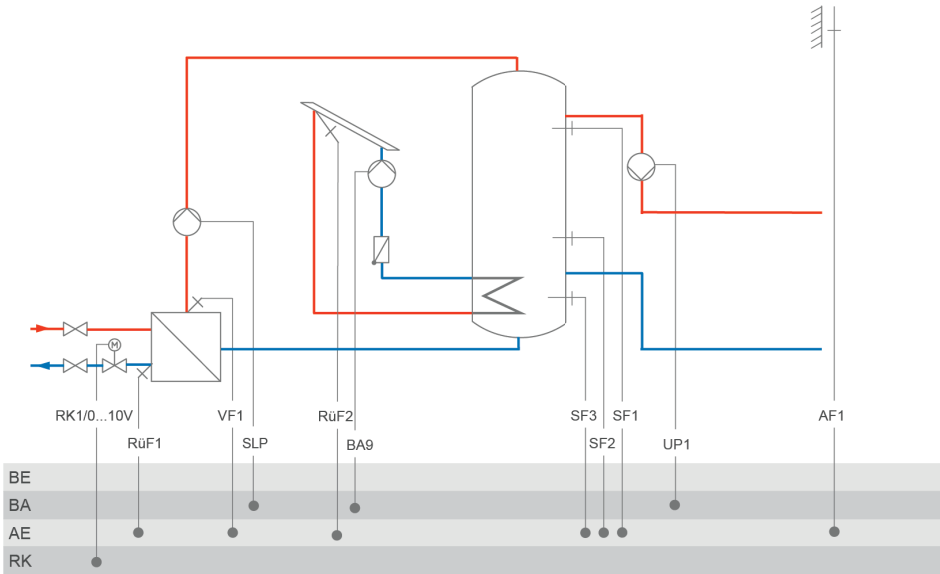 M
RK1/0...10V
VF1
RüF2
SF3
SF1
AF1
RüF1
SLP
BA9
SF2
UP1
BE
BA
AE
RK